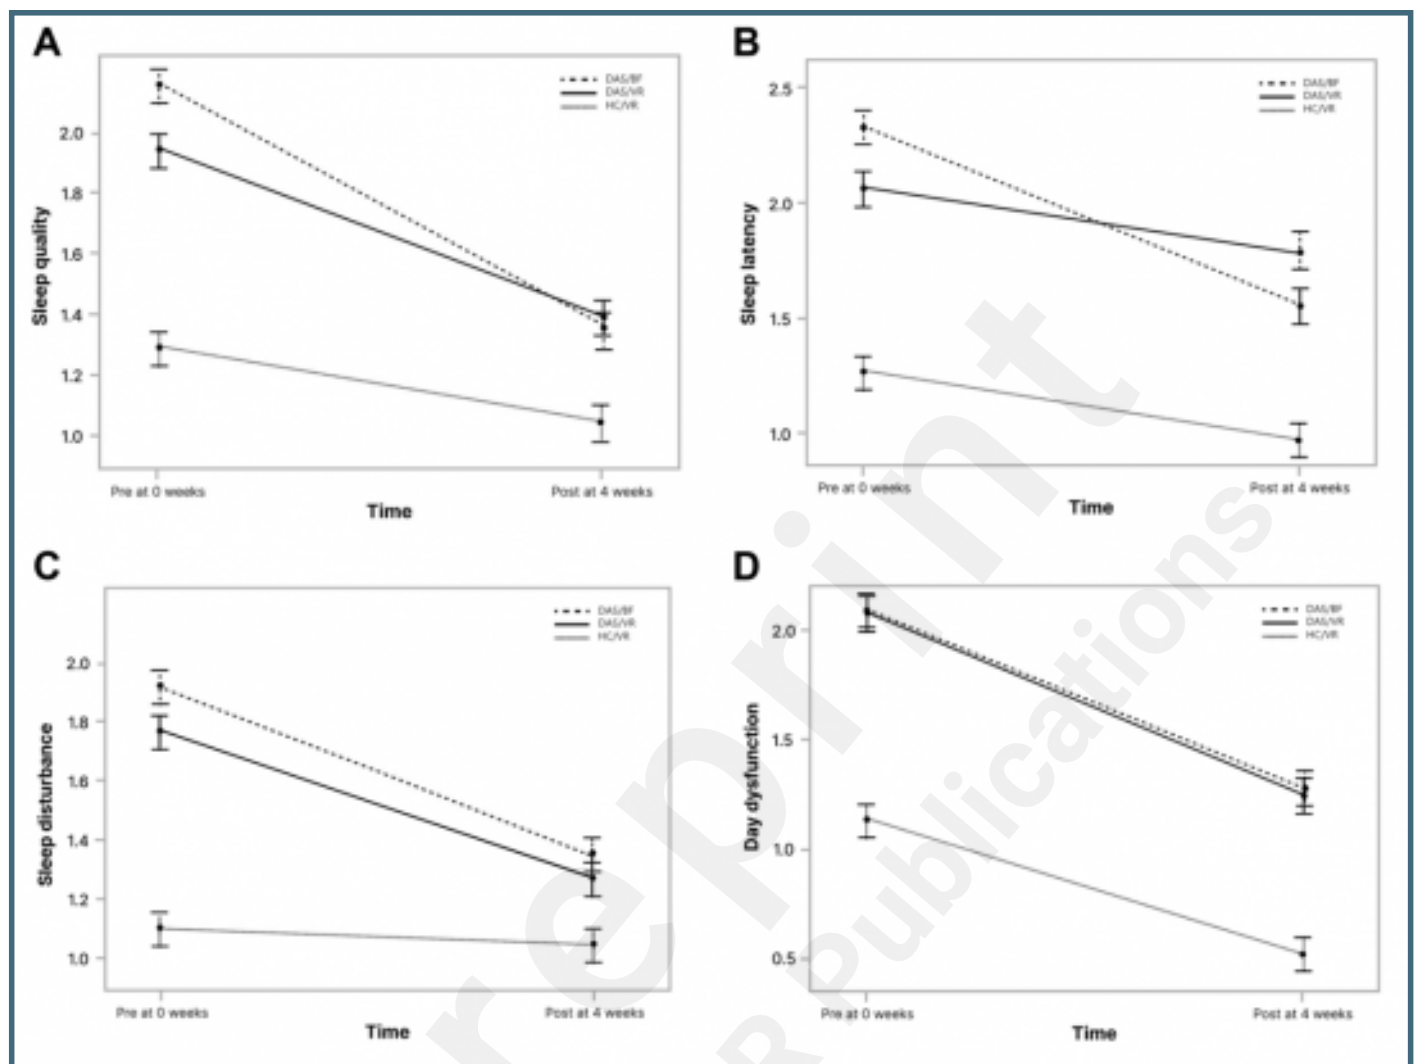 A
Sleep quality
2.0
1.8
1.6
1.4
1.2
1.0
DAS/BF
DAS/VR
HC/VR
Pre at 0 weeks
Post at 4 weeks
Time
B
Sleep latency
2.5
2.0
1.5
1.0
DAS/BF
DAS/VR
HC/VR
Pre at 0 weeks
Post at 4 weeks
Time
C
Sleep disturbance
2.0
1.8
1.6
1.4
1.2
1.0
DAS/BF
DAS/VR
HC/VR
Pre at 0 weeks
Post at 4 weeks
Time
D
Day dysfunction
2.0
1.5
1.0
0.5
DAS/BF
DAS/VR
HC/VR
Pre at 0 weeks
Post at 4 weeks
Time
reprint
R Publications